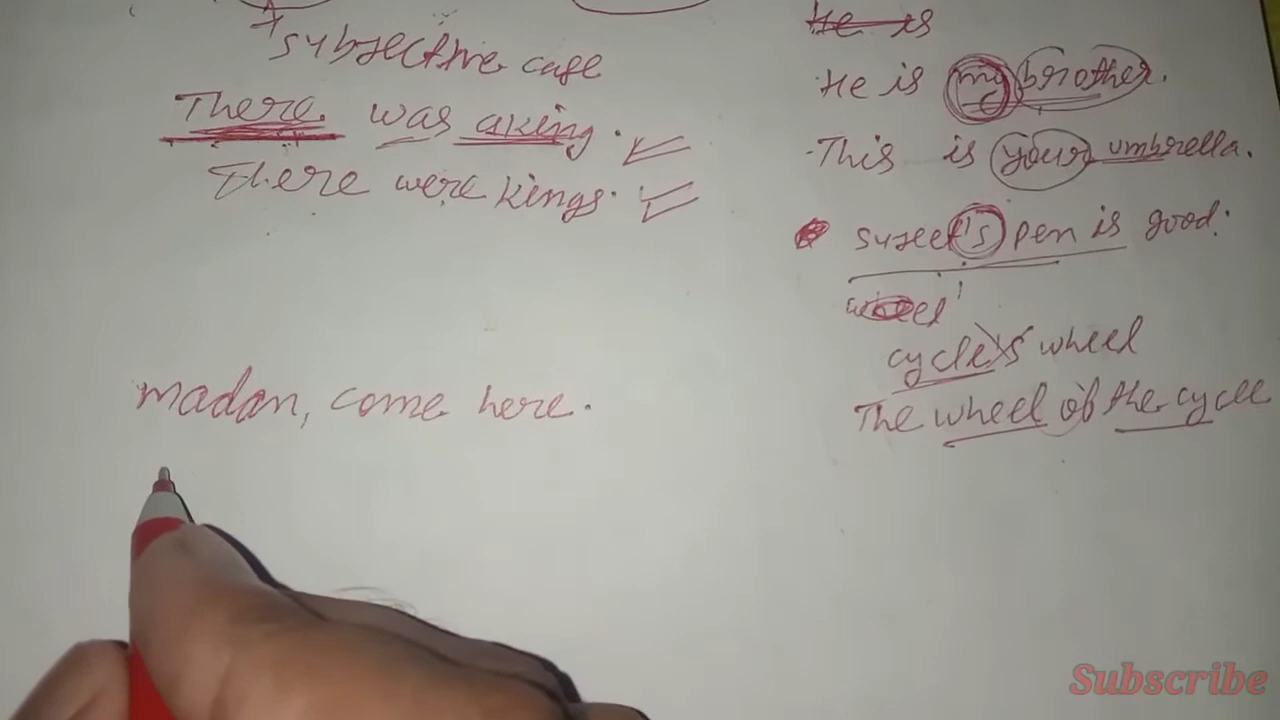 subjective case
There was a king.
There were kings.
madan, come here.
He is
He is my brother.
This is your umbrella.
sujeet's pen is good.
cycle's wheel
The wheel of the cycle
Subscribe